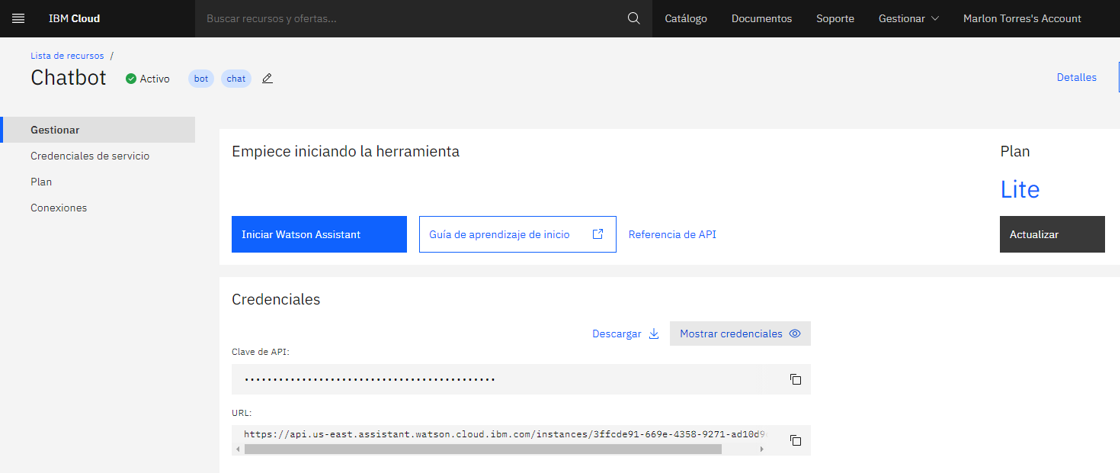 IBM Cloud
Buscar recursos y ofertas...
Catálogo
Documentos
Soporte
Gestionar
Marlon Torres's Account
Lista de recursos /
Chatbot
Activo
bot
chat
Detalles
Gestionar
Credenciales de servicio
Plan
Conexiones
Empiece iniciando la herramienta
Iniciar Watson Assistant
Guía de aprendizaje de inicio
Referencia de API
Plan
Lite
Actualizar
Credenciales
Descargar
Mostrar credenciales
Clave de API:
URL:
https://api.us-east.assistant.watson.cloud.ibm.com/instances/3ffcde91-669e-4358-9271-ad10d9